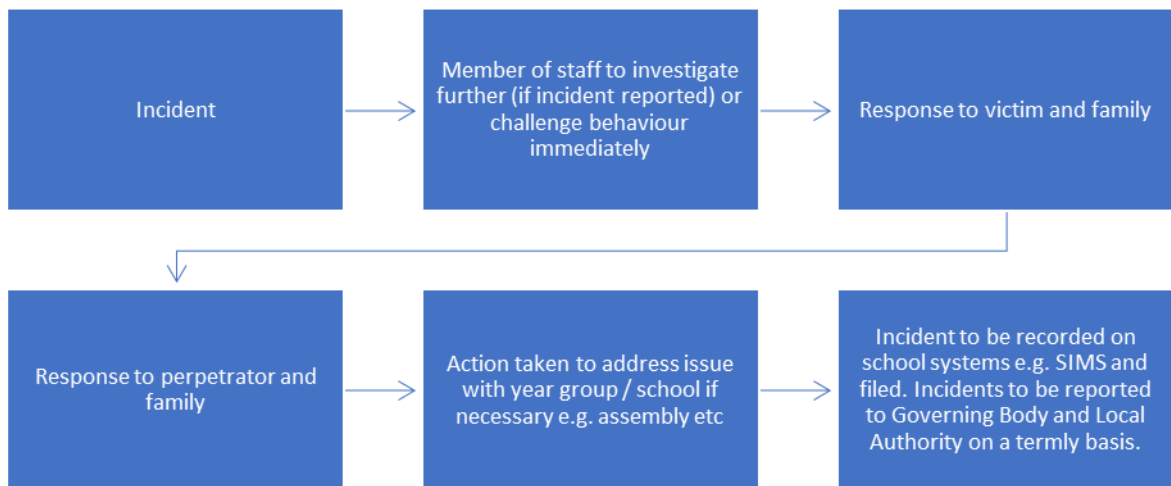 Incident
Member of staff to investigate
further (if incident reported) or
challenge behaviour
immediately
Response to victim and family
Response to perpetrator and
family
Action taken to address issue
with year group / school if
necessary e.g. assembly etc
Incident to be recorded on
school systems e.g. SIMS and
filed. Incidents to be reported
to Governing Body and Local
Authority on a termly basis.